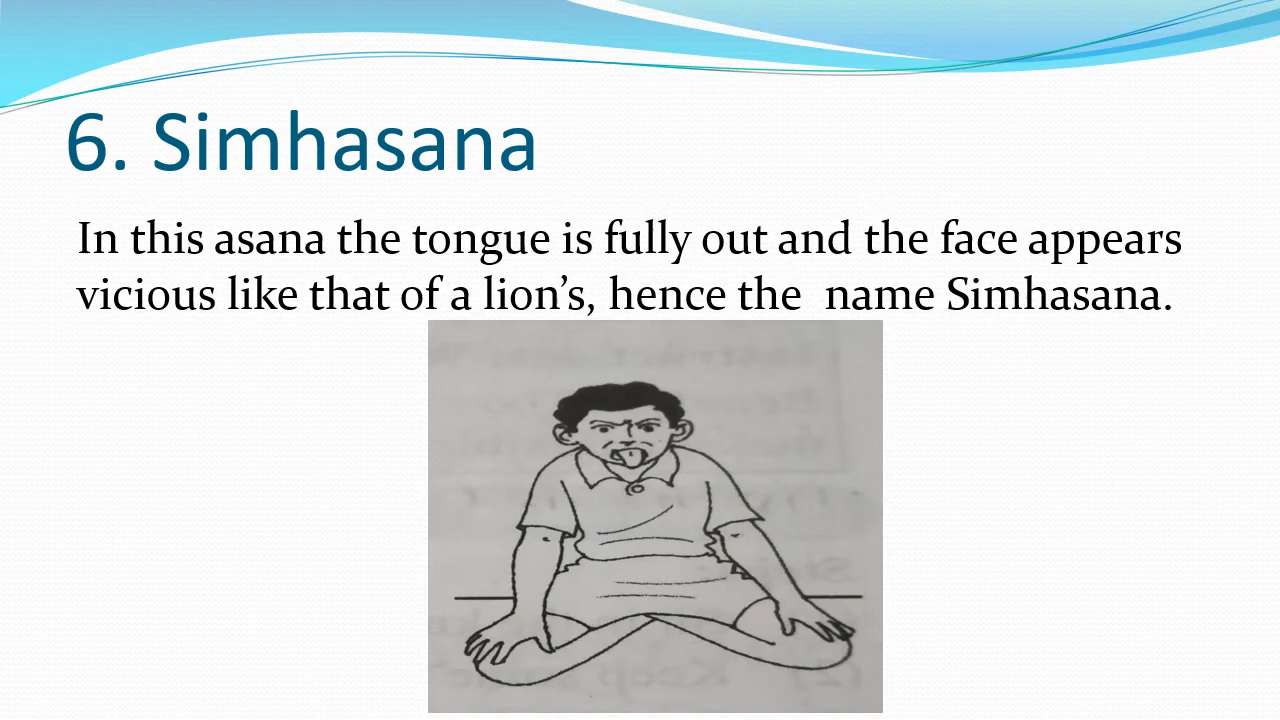 6. Simhasana
In this asana the tongue is fully out and the face appears
vicious like that of a lion’s, hence the  name Simhasana.